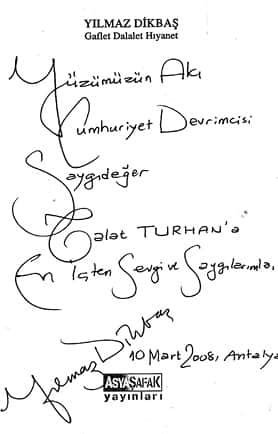 YILMAZ DİKBAŞ
Gaflet Dalalet Hıyanet
Yüzümüzün Akı
Cumhuriyet Devrimcisi
Saygıdeğer
Talat TURHAN'a
En İçten Sevgi ve Saygılarımla,
Yılmaz Dikbaş
10 Mart 2008, Antalya
ASYA ŞAFAK
yayınları